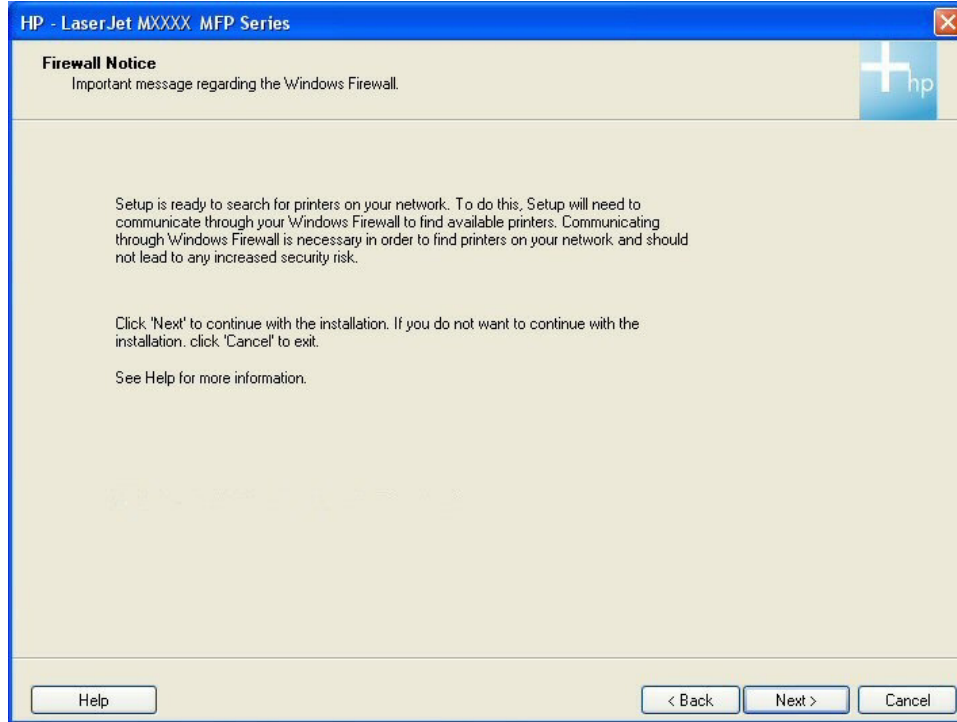 HP - LaserJet MXXXX MFP Series
Firewall Notice
Important message regarding the Windows Firewall.
hp
Setup is ready to search for printers on your network. To do this, Setup will need to
communicate through your Windows Firewall to find available printers. Communicating
through Windows Firewall is necessary in order to find printers on your network and should
not lead to any increased security risk.
Click 'Next' to continue with the installation. If you do not want to continue with the
installation. click 'Cancel' to exit.
See Help for more information.
Help
< Back
Next >
Cancel